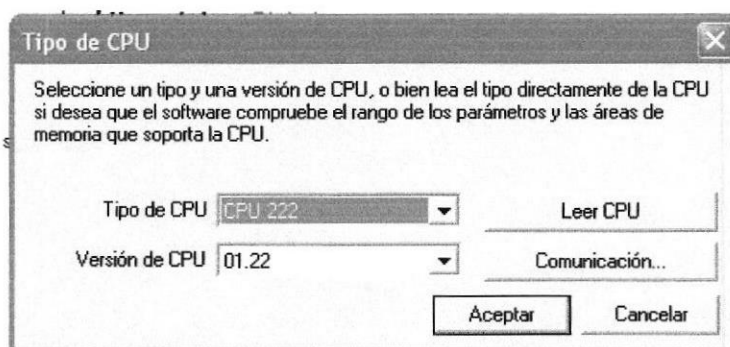 Tipo de CPU
Seleccione un tipo y una versión de CPU, o bien lea el tipo directamente de la CPU
si desea que el software compruebe el rango de los parámetros y las áreas de
memoria que soporta la CPU.
Tipo de CPU CPU 222 Leer CPU
Versión de CPU 01.22 Comunicación...
Aceptar Cancelar